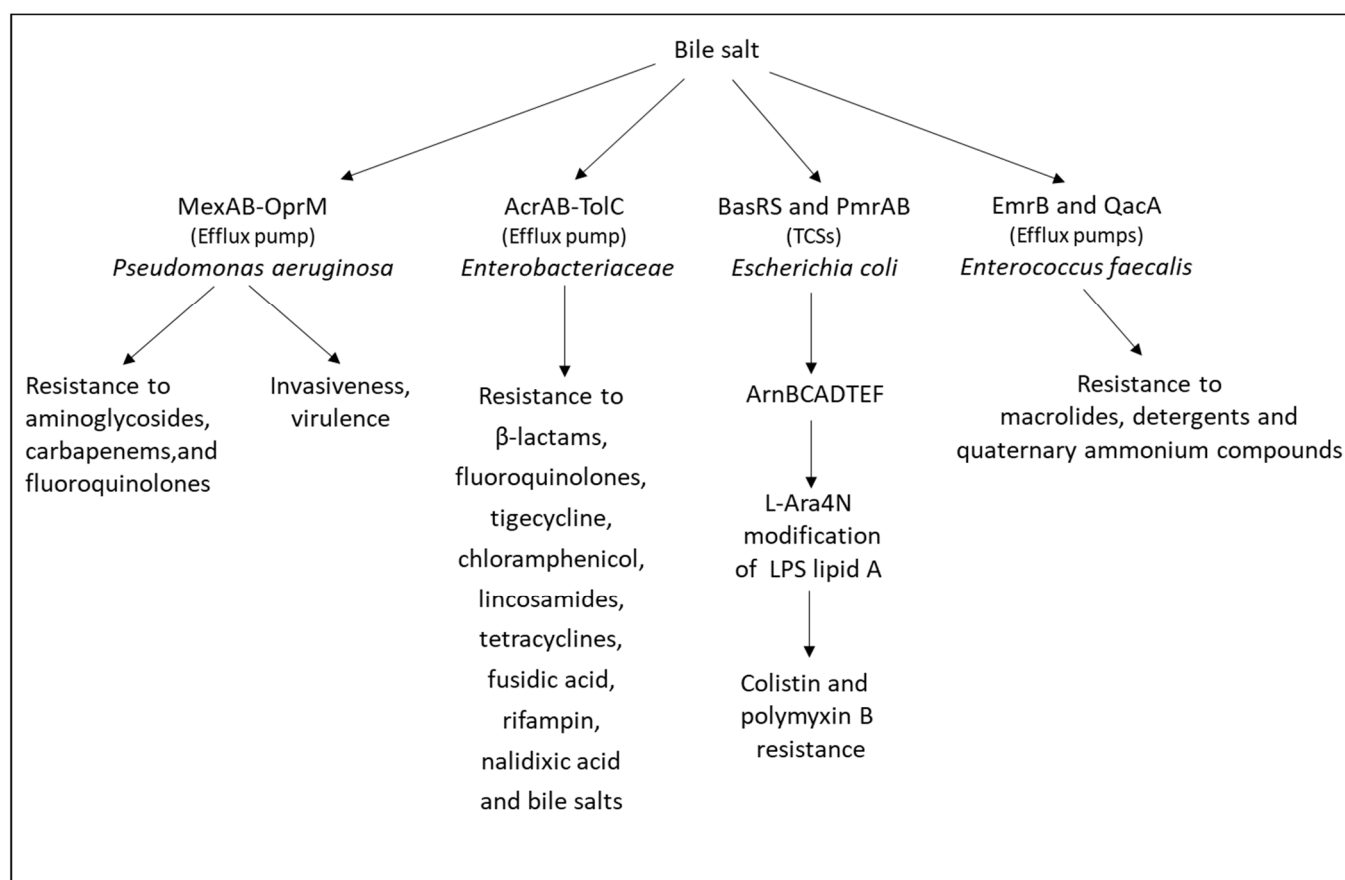 Bile salt
MexAB-OprM
(Efflux pump)
Pseudomonas aeruginosa
AcrAB-TolC
(Efflux pump)
Enterobacteriaceae
BasRS and PmrAB
(TCSs)
Escherichia coli
EmrB and QacA
(Efflux pumps)
Enterococcus faecalis
Resistance to
aminoglycosides,
carbapenems,and
fluoroquinolones
Invasiveness,
virulence
Resistance to
β-lactams,
fluoroquinolones,
tigecycline,
chloramphenicol,
lincosamides,
tetracyclines,
fusidic acid,
rifampin,
nalidixic acid
and bile salts
ArnBCADTEF
L-Ara4N
modification
of LPS lipid A
Colistin and
polymyxin B
resistance
Resistance to
macrolides, detergents and
quaternary ammonium compounds